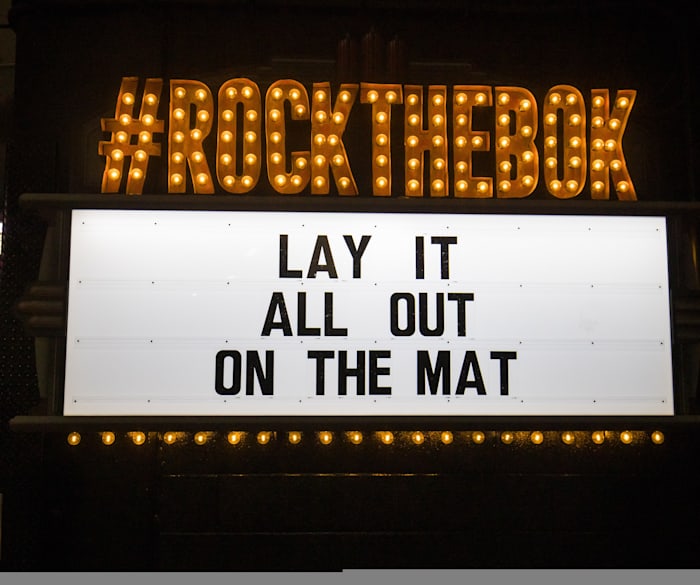 #ROCKTHEBOK
LAY IT
ALL OUT
ON THE MAT